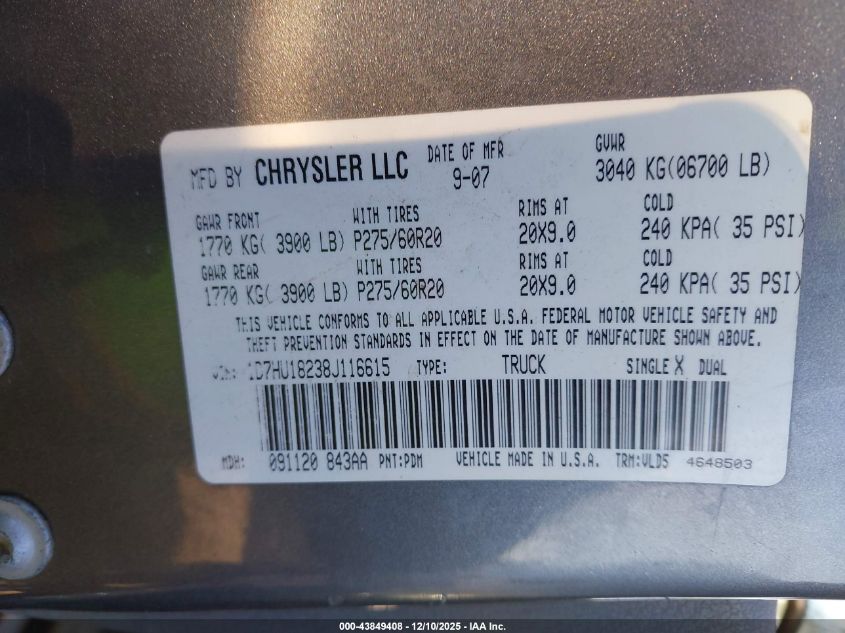 MFD BY CHRYSLER LLC DATE OF MFR 9-07 GVWR 3040 KG(06700 LB)
GAWR FRONT WITH TIRES RIMS AT COLD
1770 KG( 3900 LB) P275/60R20 20X9.0 240 KPA( 35 PSI)
GAWR REAR WITH TIRES RIMS AT COLD
1770 KG( 3900 LB) P275/60R20 20X9.0 240 KPA( 35 PSI)
THIS VEHICLE CONFORMS TO ALL APPLICABLE U.S.A. FEDERAL MOTOR VEHICLE SAFETY AND
THEFT PREVENTION STANDARDS IN EFFECT ON THE DATE OF MANUFACTURE SHOWN ABOVE.
VIN: 1D7HU18238J116615 TYPE: TRUCK SINGLE X DUAL
MDH: 091120 843AA PNT:PDM VEHICLE MADE IN U.S.A. TRM:VLD5 4648503
000-43849408 - 12/10/2025 - IAA Inc.